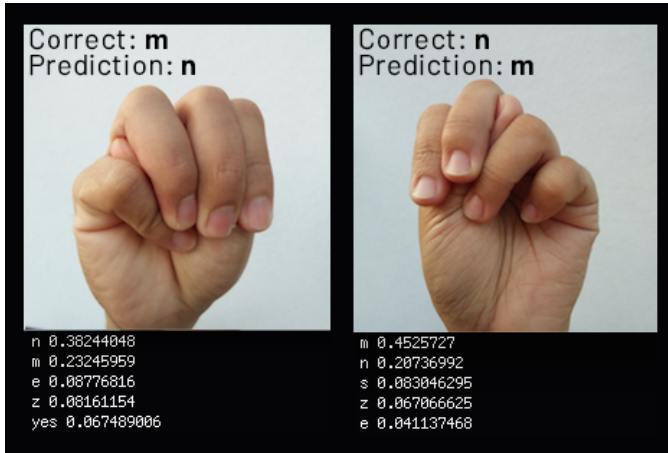 Correct: m
Prediction: n
n 0.38244048
m 0.23245959
e 0.08776816
z 0.08161154
yes 0.067489006
Correct: n
Prediction: m
m 0.4525727
n 0.20736992
s 0.083046295
z 0.067066625
e 0.041137468